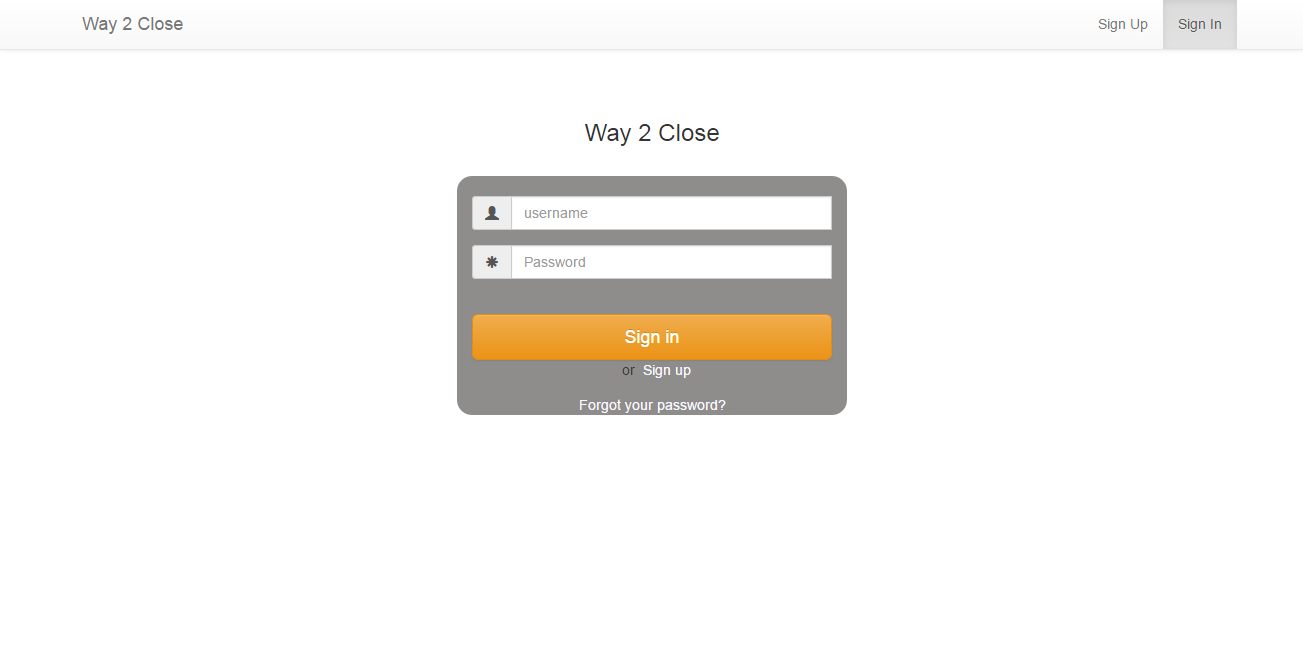 Way 2 Close Sign Up Sign In
Way 2 Close
username
Password
Sign in
or Sign up
Forgot your password?